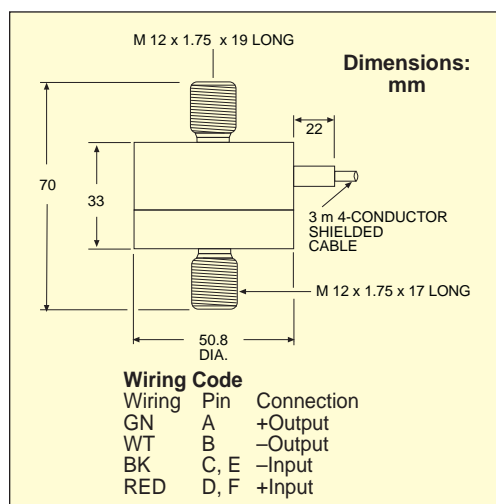 M 12 x 1.75 x 19 LONG
Dimensions:
mm
22
70
33
3 m 4-CONDUCTOR
SHIELDED
CABLE
M 12 x 1.75 x 17 LONG
50.8
DIA.
Wiring Code
Wiring Pin Connection
GN A +Output
WT B –Output
BK C, E –Input
RED D, F +Input